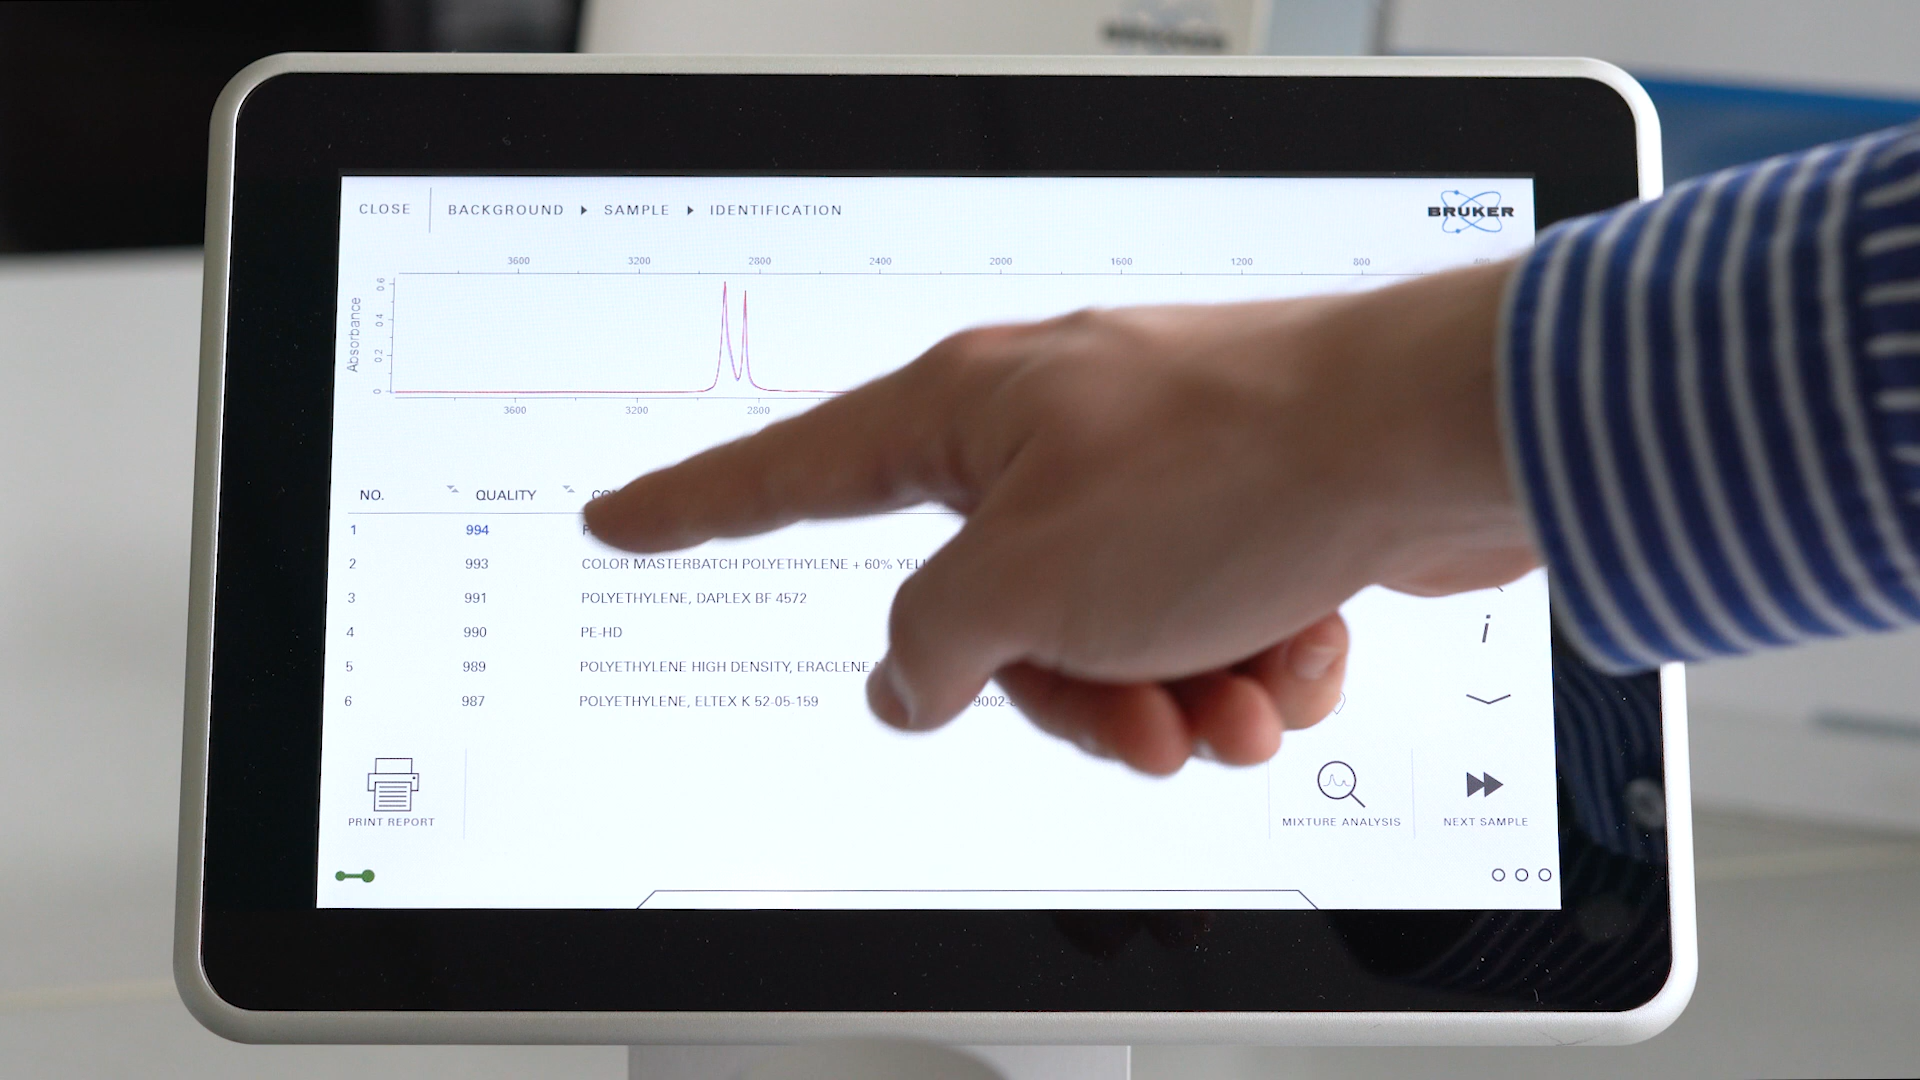 CLOSE BACKGROUND SAMPLE IDENTIFICATION
BRUKER
3600 3200 2800 2400 2000 1600 1200 800
Absorbance
0.6
0.4
0.2
0
3600 3200 2800
NO. QUALITY
1 994
2 993 COLOR MASTERBATCH POLYETHYLENE + 60%
3 991 POLYETHYLENE, DAPLEX BF 4572
4 990 PE-HD
5 989 POLYETHYLENE HIGH DENSITY, ERACLENE
6 987 POLYETHYLENE, ELTEX K 52-05-159
i
PRINT REPORT MIXTURE ANALYSIS NEXT SAMPLE